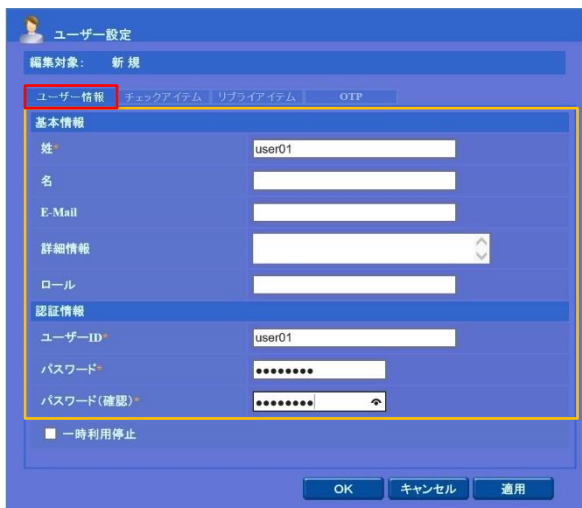 ユーザー設定
編集対象: 新 規
ユーザー情報 チェックアイテム リプライアイテム OTP
基本情報
姓* user01
名
E-Mail
詳細情報
ロール
認証情報
ユーザーID* user01
パスワード* ●●●●●●●●
パスワード(確認)* ●●●●●●●●
一時利用停止
OK キャンセル 適用